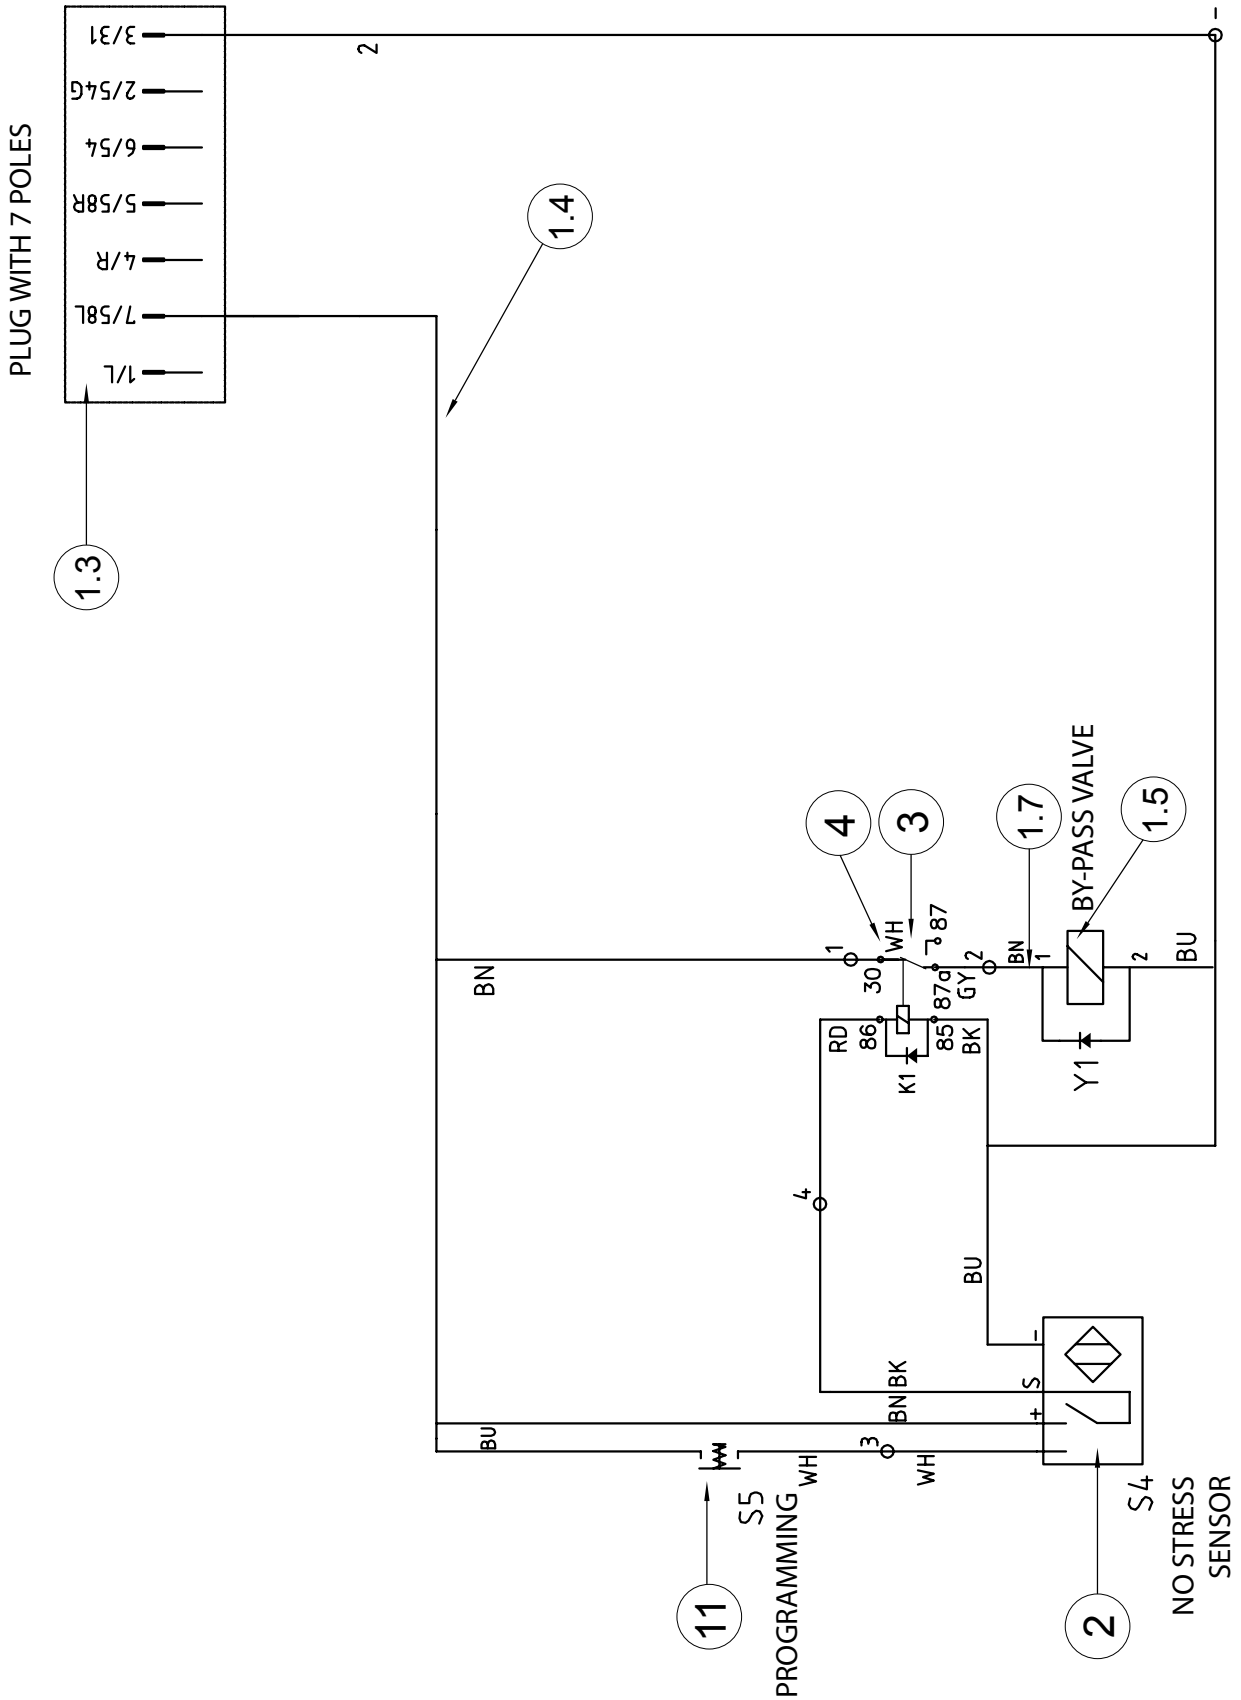 PLUG WITH 7 POLES
1/L
7/58L
4/R
5/58R
6/54
2/54G
3/31
1.3
1.4
2
-
BN
1
30
WH
4
3
87
87a
GY
2
BN
1
1.7
BY-PASS VALVE
1.5
2
BU
Y1
RD
86
K1
85
BK
4
BU
BU
BN
BK
WH
3
WH
+
S
-
11
S5
PROGRAMMING
2
S4
NO STRESS
SENSOR